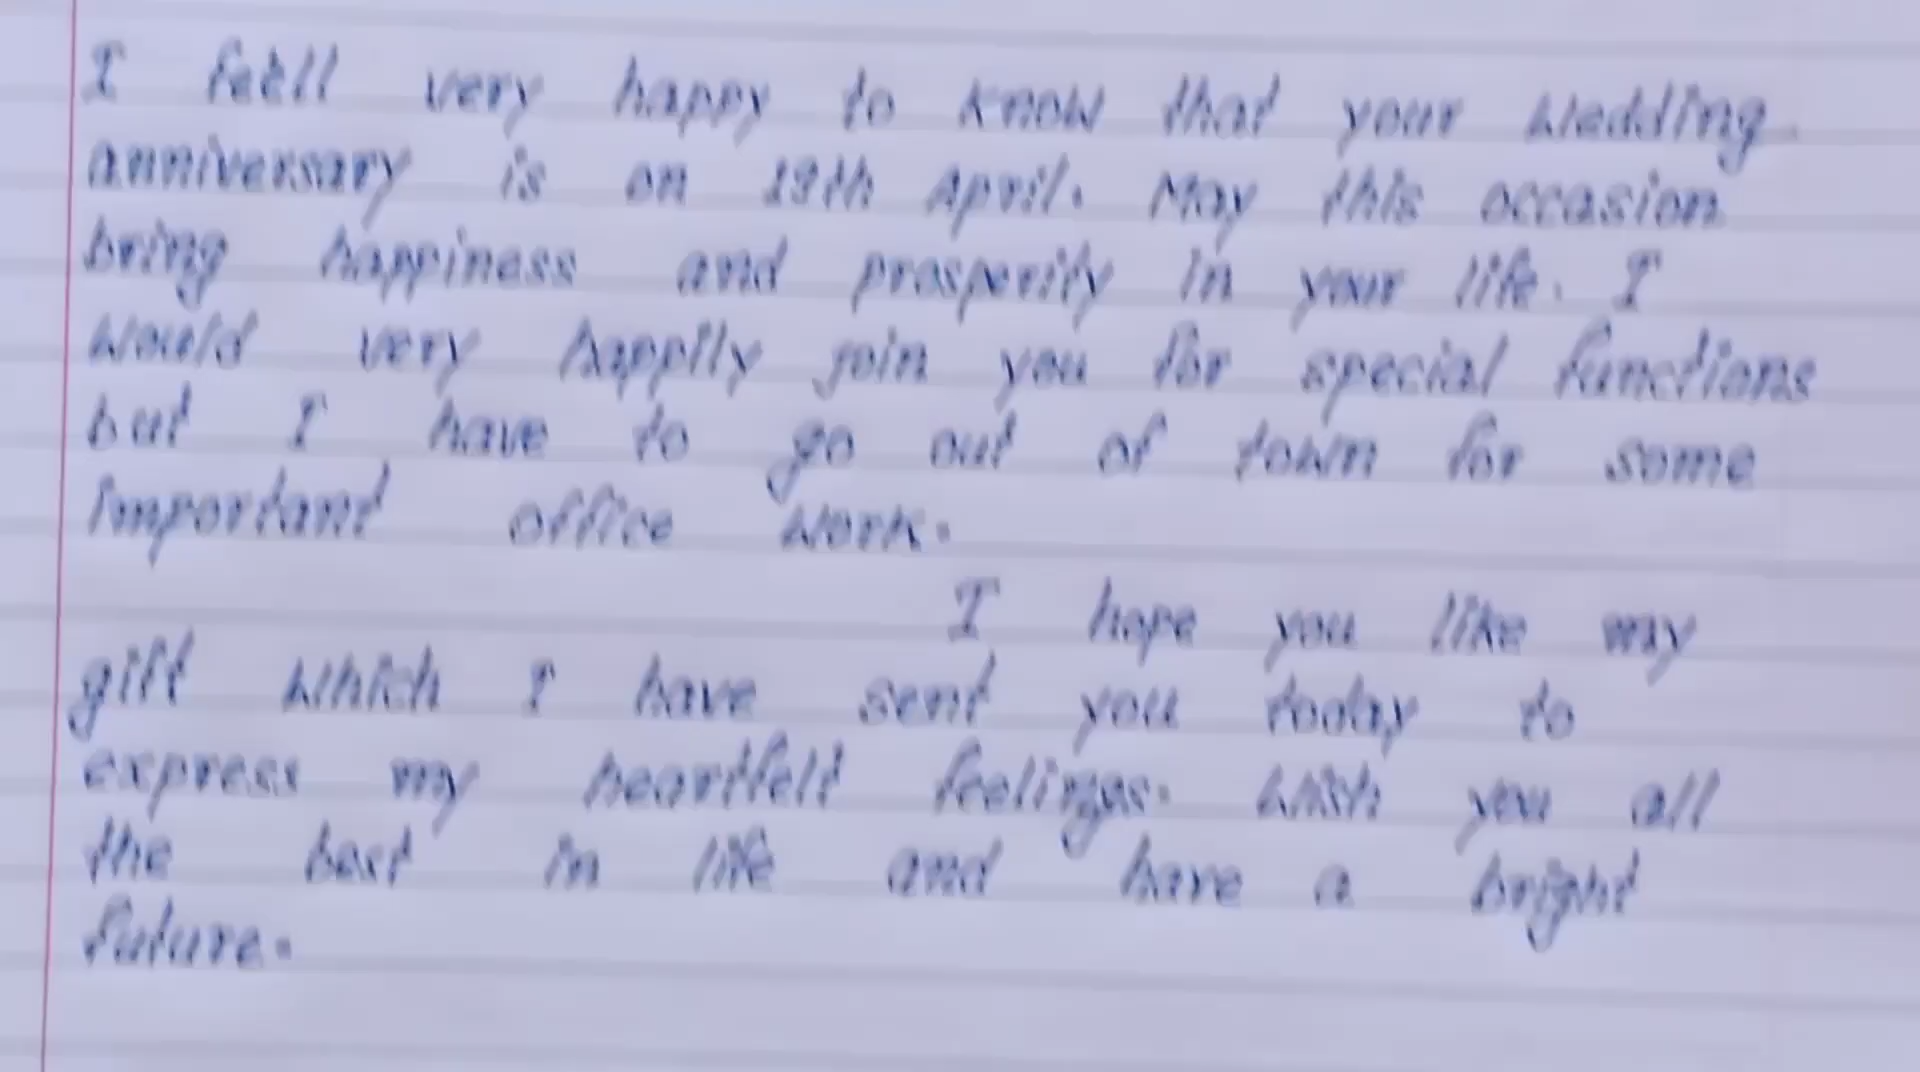 I feell very happy to know that your wedding
anniversary is on 19th April. May this occasion
bring happiness and prosperity in your life. I
would very happily join you for special functions
but I have to go out of town for some
important office work.
I hope you like my
gift which I have sent you today to
express my heartfelt feelings. Wish you all
the best in life and have a bright
future.